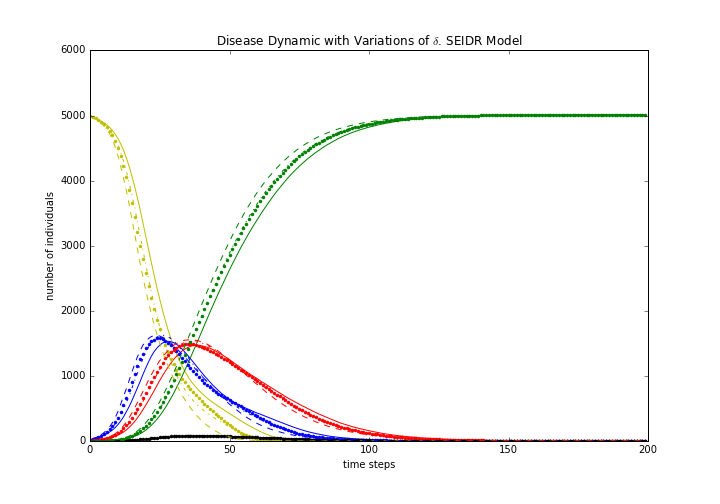 Disease Dynamic with Variations of δ. SEIDR Model
6000
5000
4000
3000
2000
1000
0
number of individuals
0 50 100 150 200
time steps